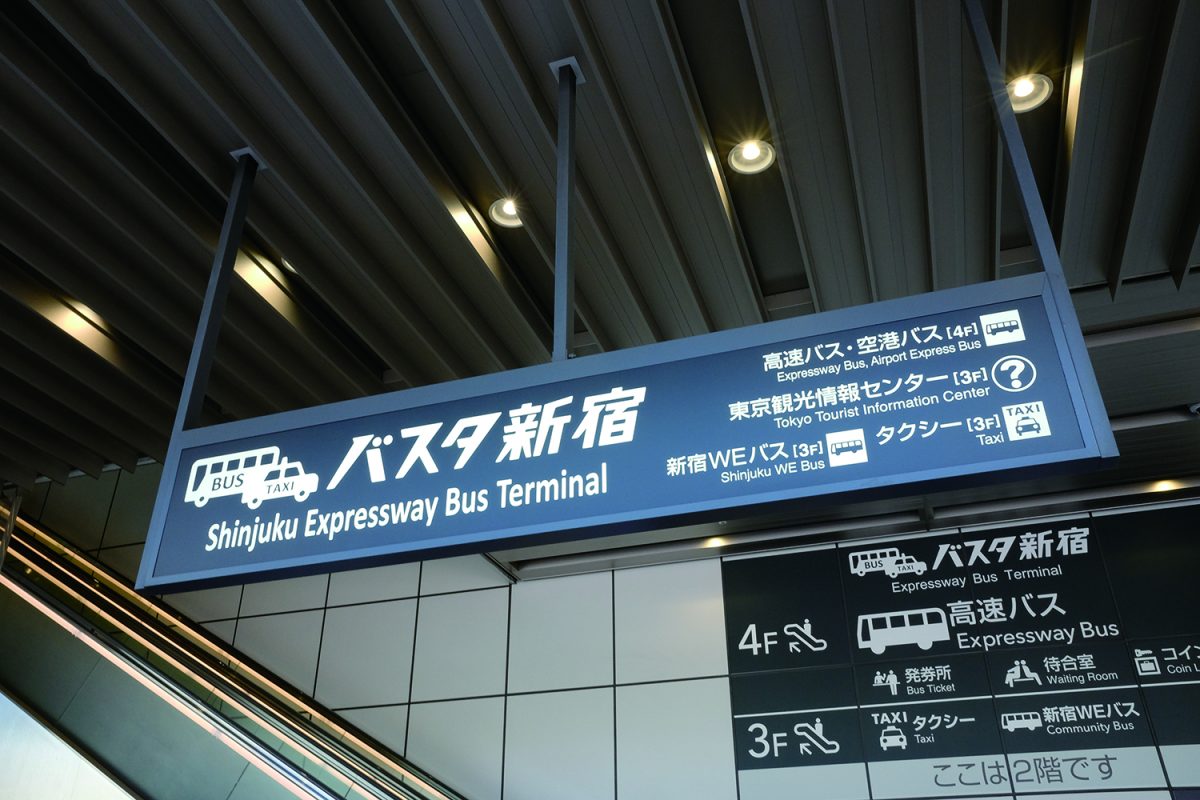 BUS TAXI バスタ新宿
Shinjuku Expressway Bus Terminal
高速バス・空港バス [4F]
Expressway Bus, Airport Express Bus
東京観光情報センター [3F] ?
Tokyo Tourist Information Center
新宿WEバス [3F]
Shinjuku WE Bus
タクシー [3F] TAXI
Taxi
BUS TAXI バスタ新宿
Expressway Bus Terminal
4F
高速バス
Expressway Bus
発券所
Bus Ticket
待合室
Waiting Room
コイン
Coin L
3F
TAXI タクシー
Taxi
新宿WEバス
Community Bus
ここは2階です